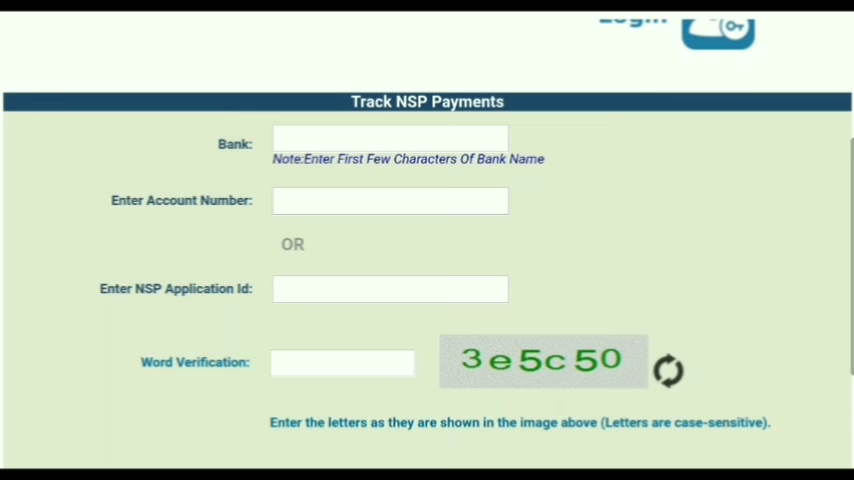 Login
Track NSP Payments
Bank:
Note:Enter First Few Characters Of Bank Name
Enter Account Number:
OR
Enter NSP Application Id:
Word Verification:
3e5c50
Enter the letters as they are shown in the image above (Letters are case-sensitive).